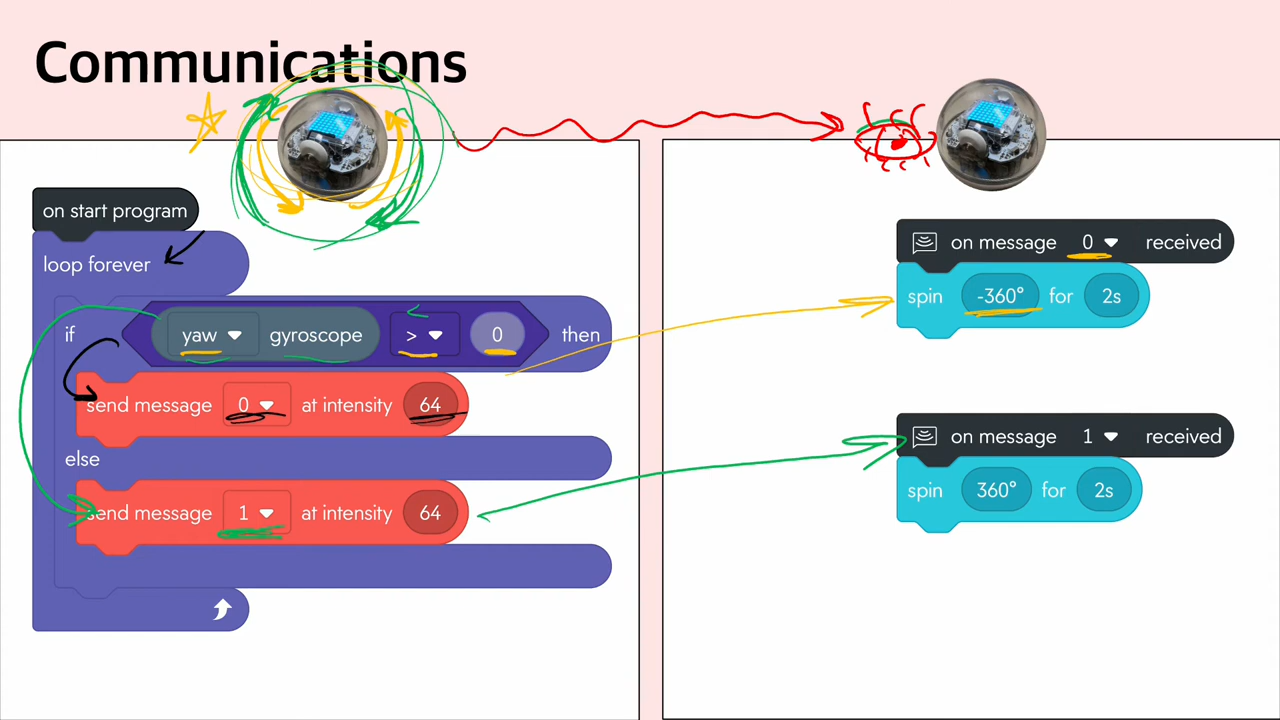 Communications
on start program
loop forever
if yaw gyroscope > 0 then
send message 0 at intensity 64
else
send message 1 at intensity 64
on message 0 received
spin -360° for 2s
on message 1 received
spin 360° for 2s